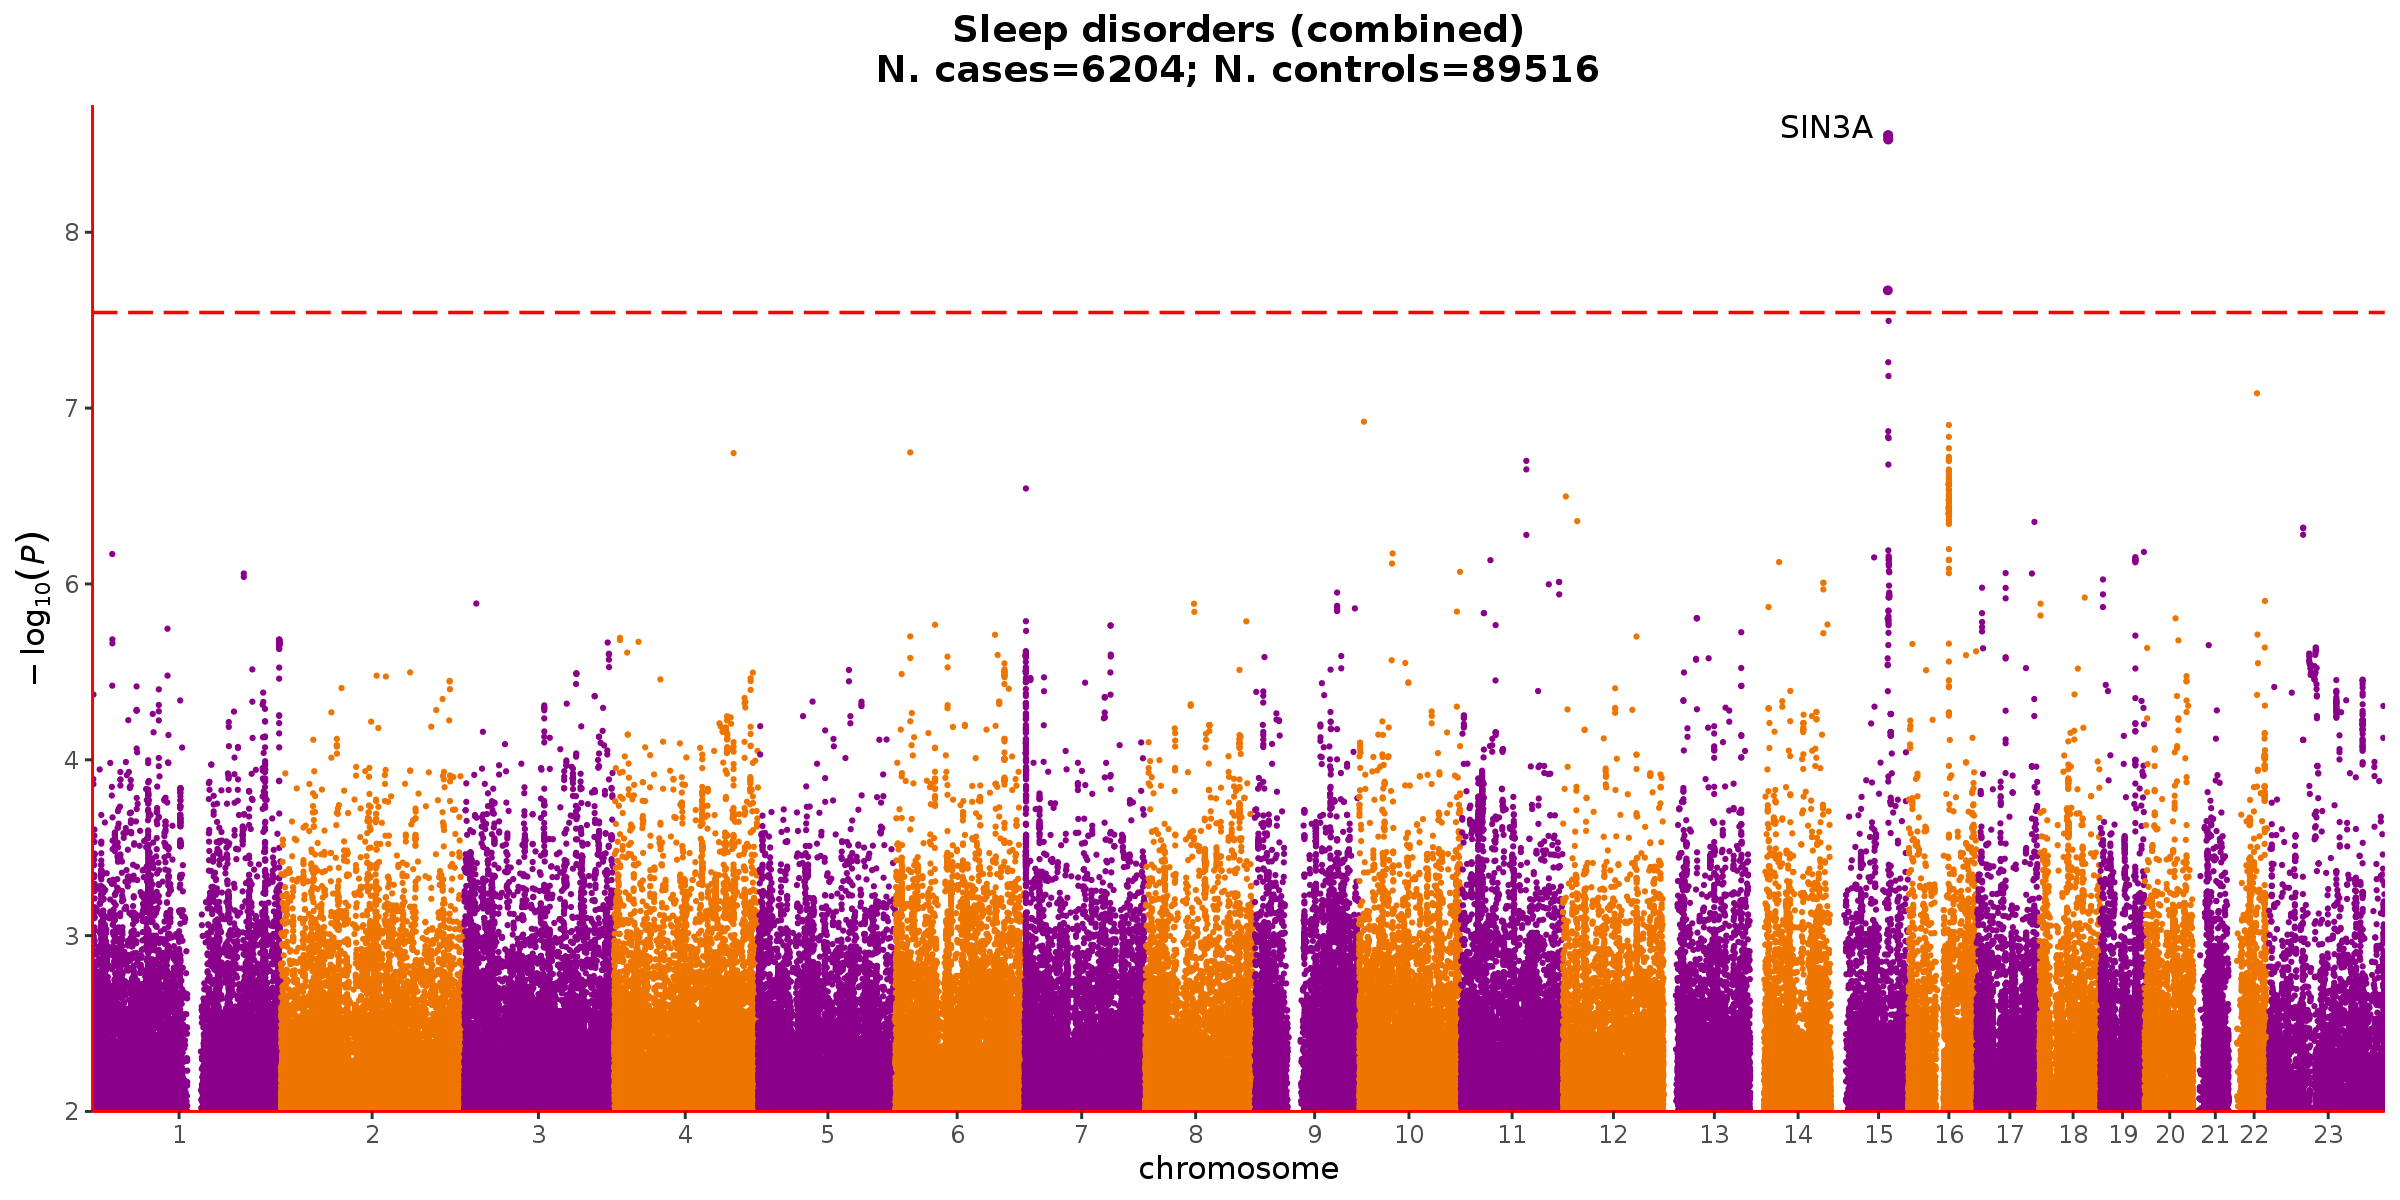 Sleep disorders (combined)
N. cases=6204; N. controls=89516
SIN3A
8
7
6
4
3
2
−log₁₀(P)
1 2 3 4 5 6 7 8 9 10 11 12 13 14 15 16 17 18 19 20 21 22 23
chromosome